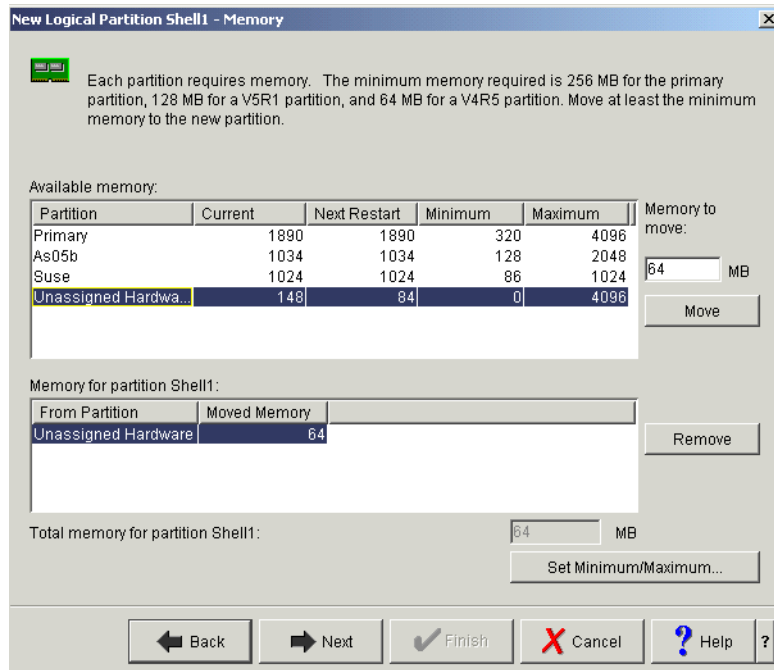 New Logical Partition Shell1 - Memory
Each partition requires memory. The minimum memory required is 256 MB for the primary
partition, 128 MB for a V5R1 partition, and 64 MB for a V4R5 partition. Move at least the minimum
memory to the new partition.
Available memory:
Partition Current Next Restart Minimum Maximum
Primary 1890 1890 320 4096
As05b 1034 1034 128 2048
Suse 1024 1024 86 1024
Unassigned Hardwa... 148 84 0 4096
Memory to
move:
64 MB
Move
Memory for partition Shell1:
From Partition Moved Memory
Unassigned Hardware 64
Remove
Total memory for partition Shell1: 64 MB
Set Minimum/Maximum...
Back Next Finish Cancel ? Help ?